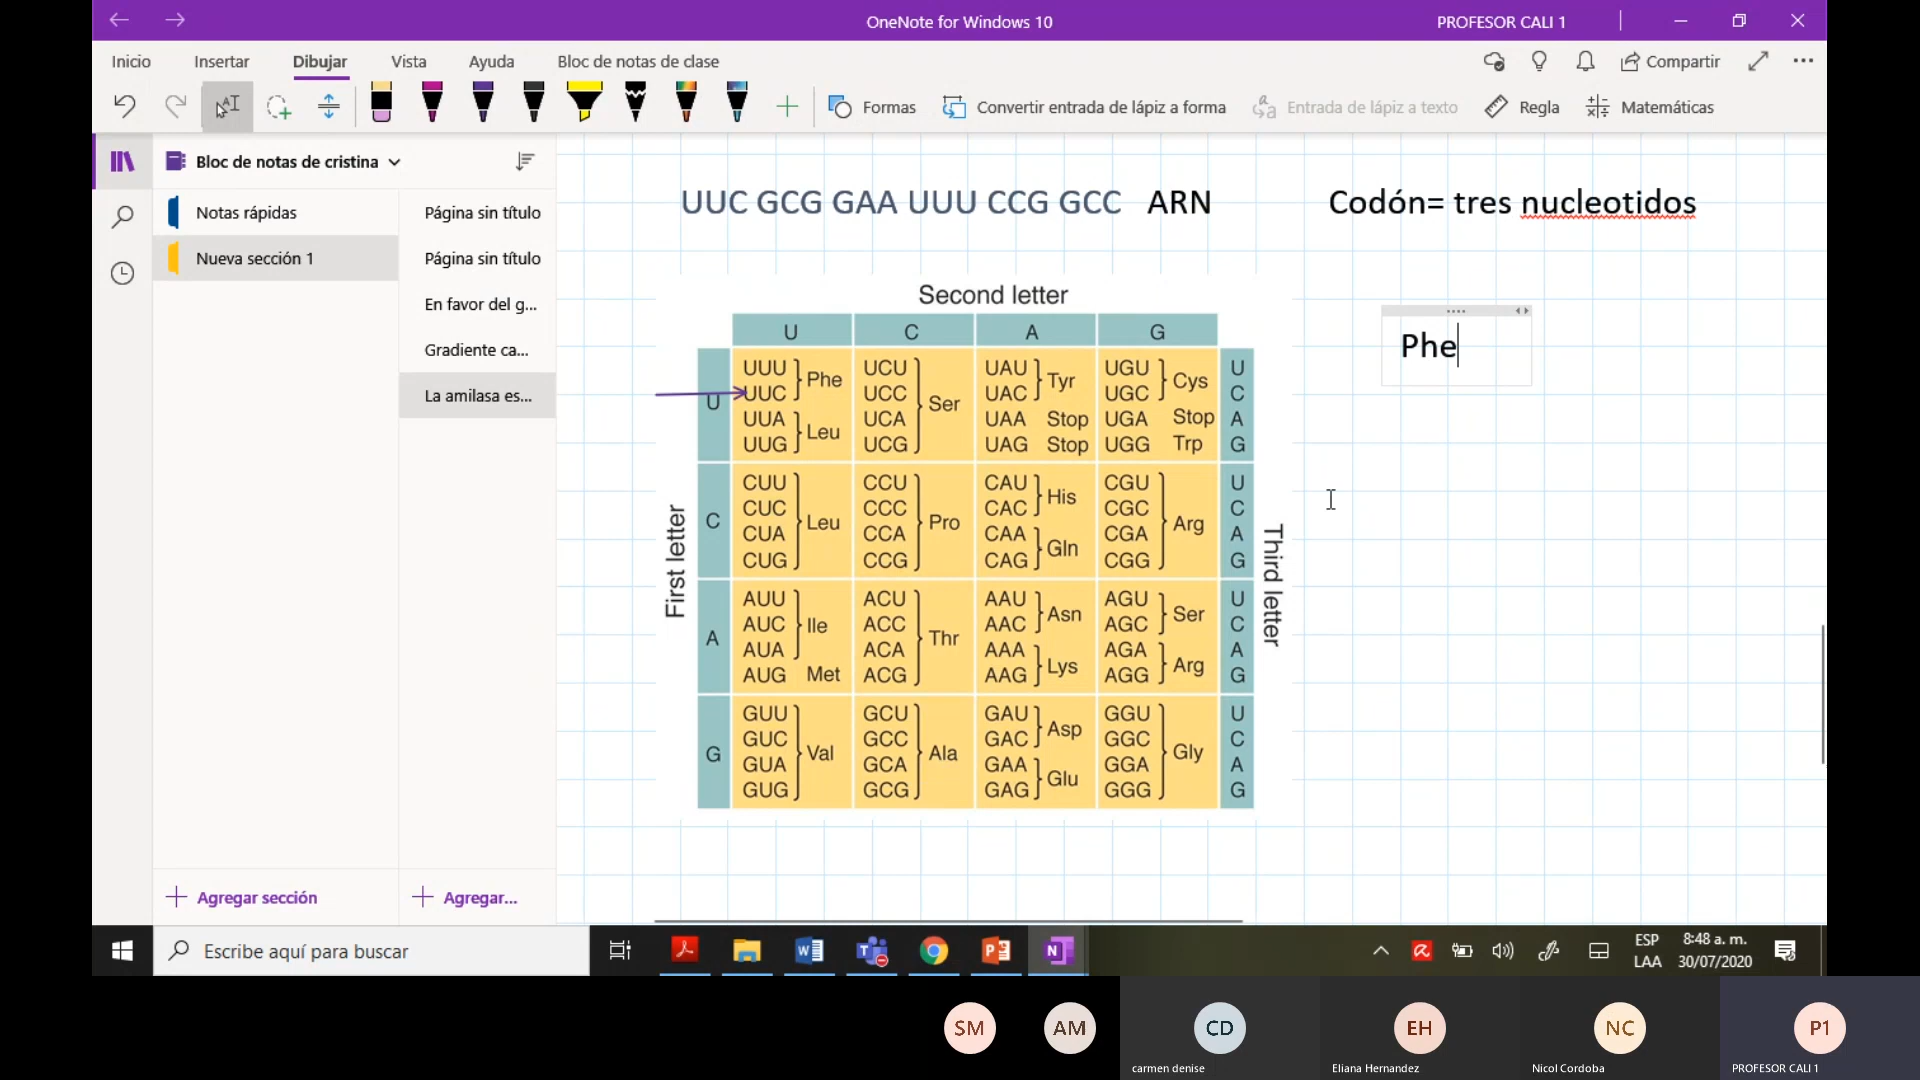 OneNote for Windows 10
PROFESOR CALI 1
Inicio Insertar Dibujar Vista Ayuda Bloc de notas de clase
Compartir
Formas Convertir entrada de lápiz a forma Entrada de lápiz a texto Regla Matemáticas
Bloc de notas de cristina
Notas rápidas
Nueva sección 1
Página sin título
Página sin título
En favor del g...
Gradiente ca...
La amilasa es...
Agregar sección
Agregar...
UUC GCG GAA UUU CCG GCC ARN
Codón= tres nucleotidos
Phe
Second letter
U C A G
First letter
Third letter
U
UUU UUC Phe UCU UCC UCA UCG Ser UAU UAC Tyr UGU UGC Cys U C
UUA UUG Leu UAA Stop UAG Stop UGA Stop UGG Trp A G
C
CUU CUC CUA CUG Leu CCU CCC CCA CCG Pro CAU CAC His CGU CGC CGA CGG Arg U C
CAA CAG Gln A G
A
AUU AUC AUA Ile ACU ACC ACA ACG Thr AAU AAC Asn AGU AGC Ser U C
AUG Met AAA AAG Lys AGA AGG Arg A G
G
GUU GUC GUA GUG Val GCU GCC GCA GCG Ala GAU GAC Asp GGU GGC GGA GGG Gly U C
GAA GAG Glu A G
Escribe aquí para buscar
ESP
LAA
8:48 a. m.
30/07/2020
SM
AM
CD
carmen denise
EH
Eliana Hernandez
NC
Nicol Cordoba
P1
PROFESOR CALI 1